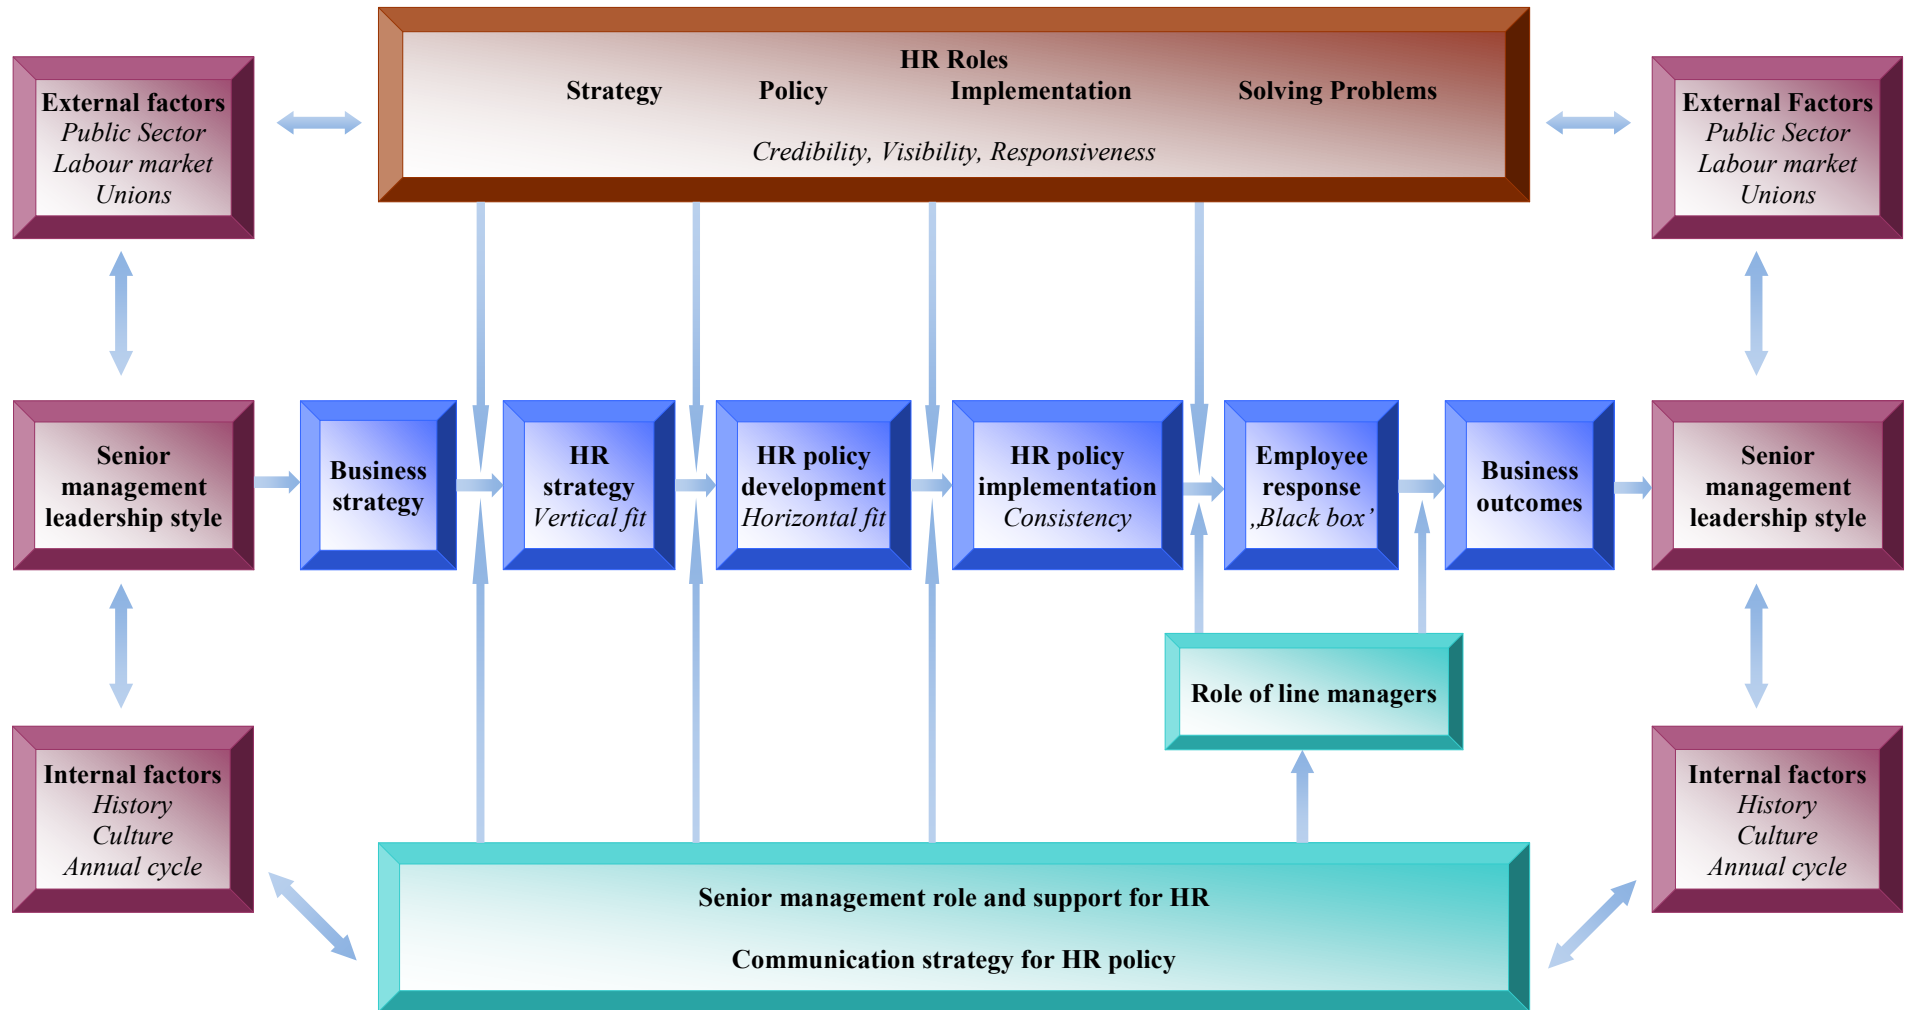 HR Roles
Strategy Policy Implementation Solving Problems
Credibility, Visibility, Responsiveness
External factors
Public Sector
Labour market
Unions
External Factors
Public Sector
Labour market
Unions
Senior
management
leadership style
Business
strategy
HR
strategy
Vertical fit
HR policy
development
Horizontal fit
HR policy
implementation
Consistency
Employee
response
„Black box’
Business
outcomes
Senior
management
leadership style
Role of line managers
Internal factors
History
Culture
Annual cycle
Internal factors
History
Culture
Annual cycle
Senior management role and support for HR
Communication strategy for HR policy